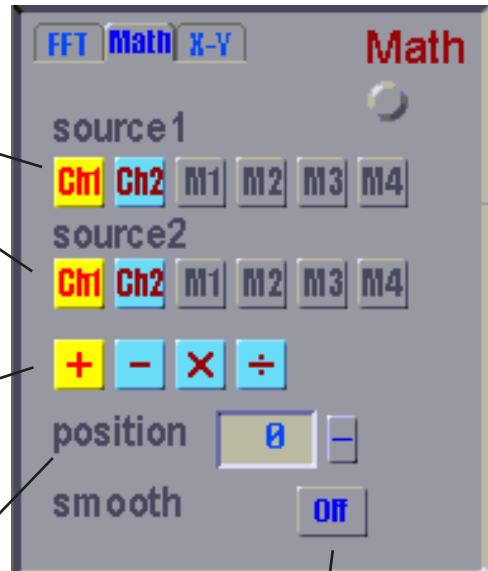 FFT Math X-Y Math
source1
Ch1 Ch2 M1 M2 M3 M4
source2
Ch1 Ch2 M1 M2 M3 M4
+ − × ÷
position 0 −
smooth Off